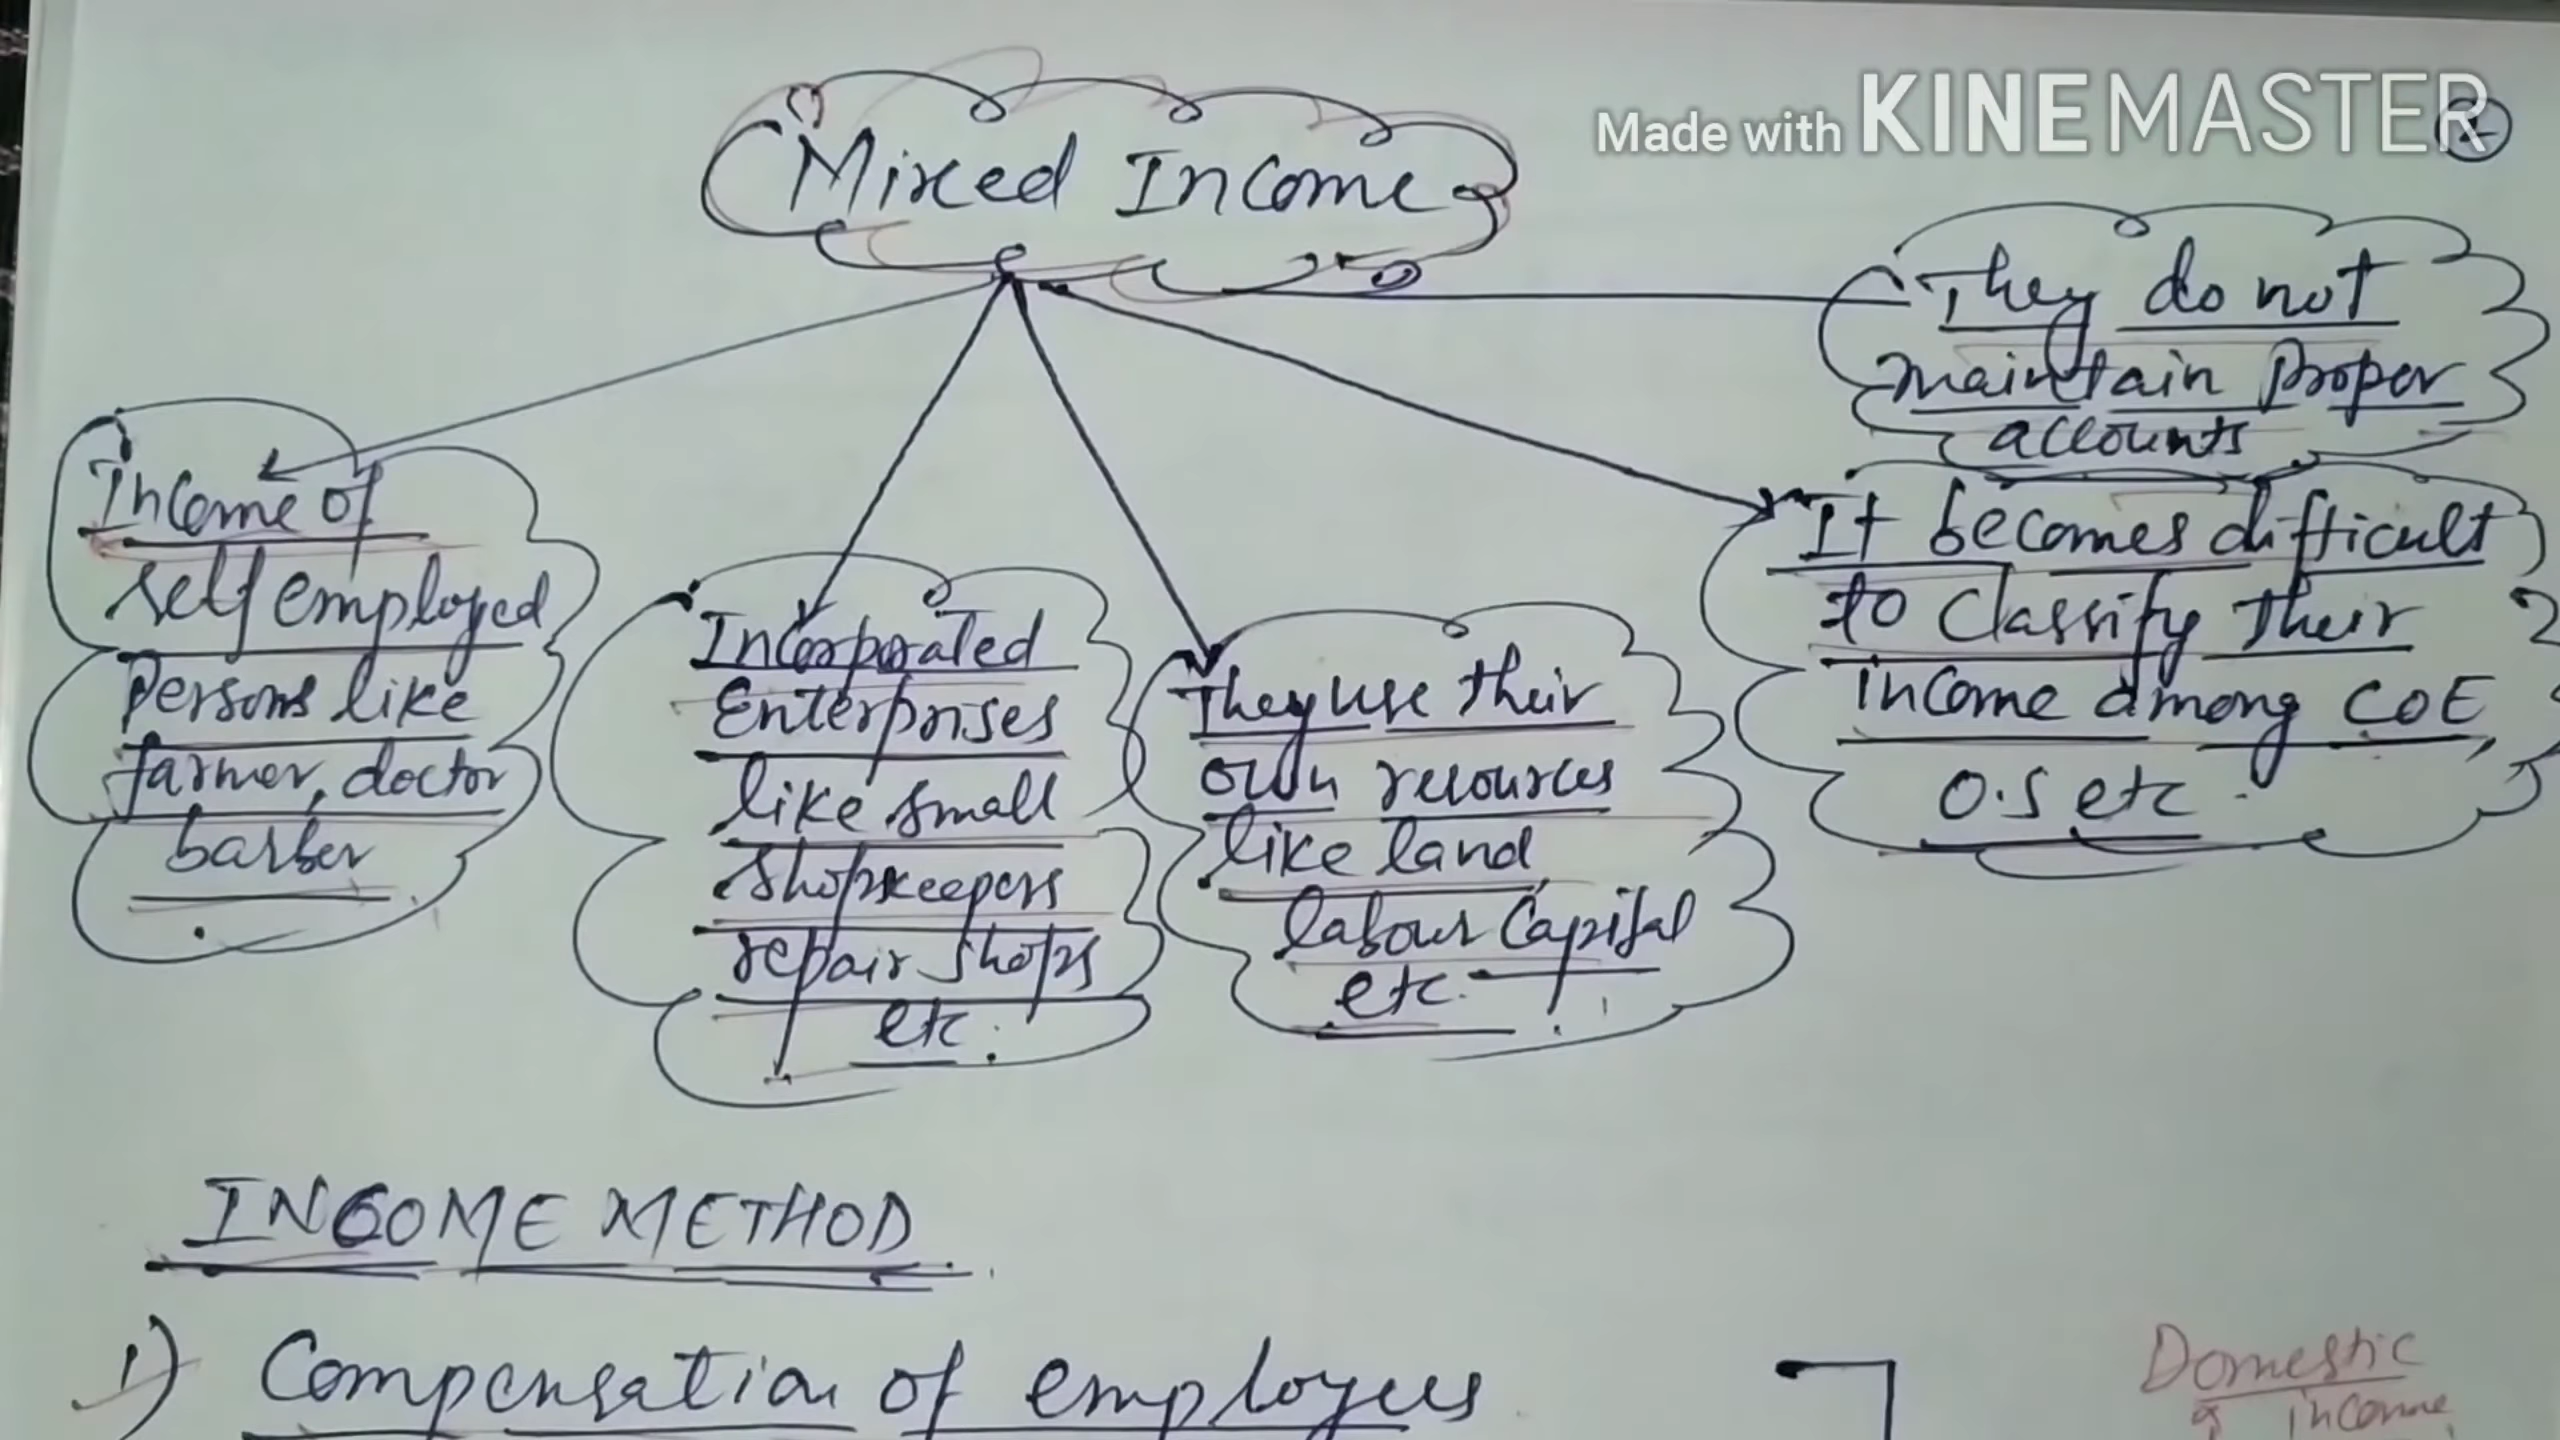 Made with KINEMASTER
Mixed Income
They do not
maintain proper
accounts
Income of
self employed
Persons like
farmer, doctor
barber
Incorporated
Enterprises
like small
shopkeepers
repair shops
etc.
They use their
own resources
like land,
labour Capital
etc.
It becomes difficult
to Classify their
income among COE,
O.S etc.
INCOME METHOD
1) Compensation of employees
Domestic
income